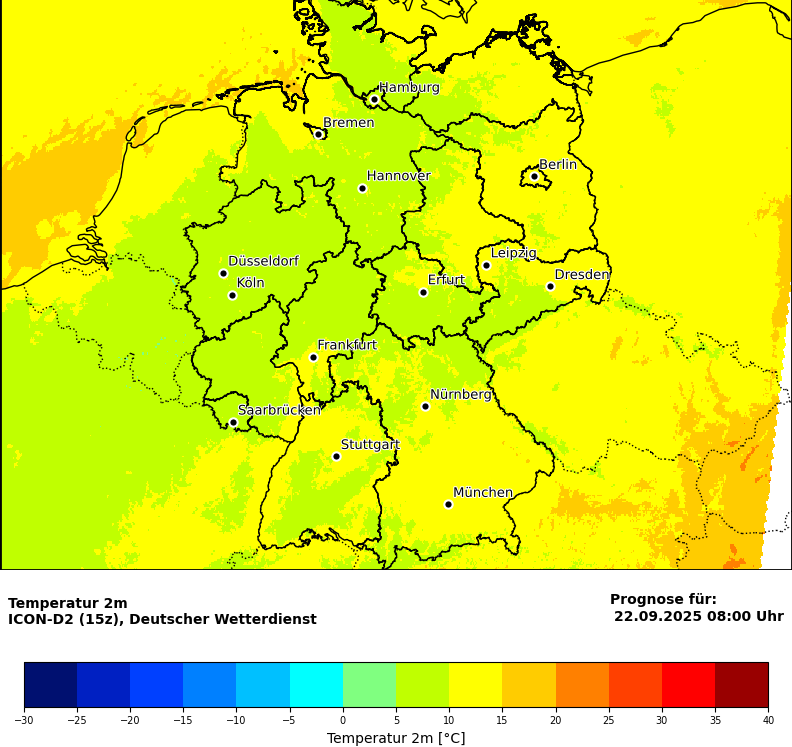 Hamburg
Bremen
Berlin
Hannover
Leipzig
Düsseldorf
Dresden
Köln
Erfurt
Frankfurt
Nürnberg
Saarbrücken
Stuttgart
München
Temperatur 2m
ICON-D2 (15z), Deutscher Wetterdienst
Prognose für:
22.09.2025 08:00 Uhr
−30 −25 −20 −15 −10 −5 0 5 10 15 20 25 30 35 40
Temperatur 2m [°C]